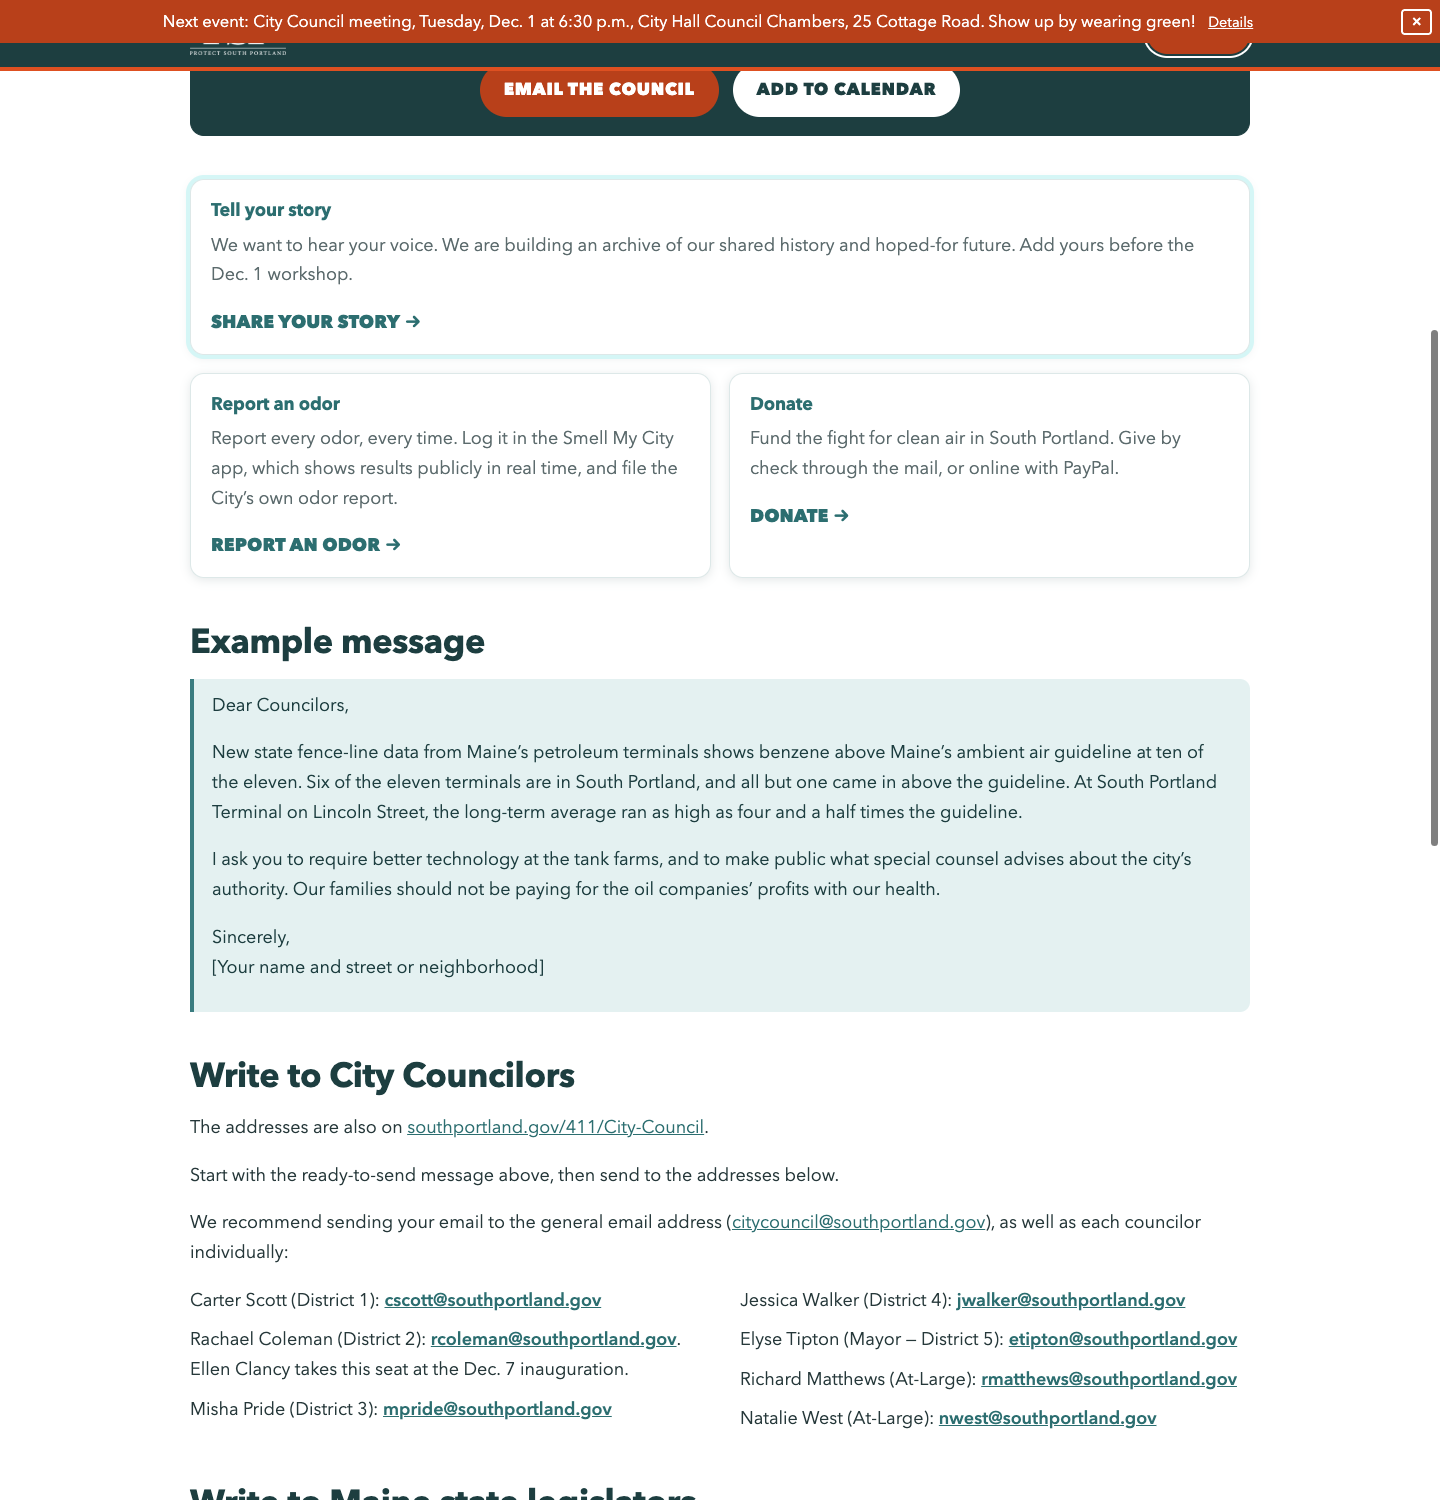 Next event: City Council meeting, Tuesday, Dec. 1 at 6:30 p.m., City Hall Council Chambers, 25 Cottage Road. Show up by wearing green! Details ×
PROTECT SOUTH PORTLAND
EMAIL THE COUNCIL
ADD TO CALENDAR
Tell your story
We want to hear your voice. We are building an archive of our shared history and hoped-for future. Add yours before the
Dec. 1 workshop.
SHARE YOUR STORY →
Report an odor
Report every odor, every time. Log it in the Smell My City
app, which shows results publicly in real time, and file the
City’s own odor report.
REPORT AN ODOR →
Donate
Fund the fight for clean air in South Portland. Give by
check through the mail, or online with PayPal.
DONATE →
Example message
Dear Councilors,
New state fence-line data from Maine’s petroleum terminals shows benzene above Maine’s ambient air guideline at ten of
the eleven. Six of the eleven terminals are in South Portland, and all but one came in above the guideline. At South Portland
Terminal on Lincoln Street, the long-term average ran as high as four and a half times the guideline.
I ask you to require better technology at the tank farms, and to make public what special counsel advises about the city’s
authority. Our families should not be paying for the oil companies’ profits with our health.
Sincerely,
[Your name and street or neighborhood]
Write to City Councilors
The addresses are also on southportland.gov/411/City-Council.
Start with the ready-to-send message above, then send to the addresses below.
We recommend sending your email to the general email address (citycouncil@southportland.gov), as well as each councilor
individually:
Carter Scott (District 1): cscott@southportland.gov
Rachael Coleman (District 2): rcoleman@southportland.gov.
Ellen Clancy takes this seat at the Dec. 7 inauguration.
Misha Pride (District 3): mpride@southportland.gov
Jessica Walker (District 4): jwalker@southportland.gov
Elyse Tipton (Mayor – District 5): etipton@southportland.gov
Richard Matthews (At-Large): rmatthews@southportland.gov
Natalie West (At-Large): nwest@southportland.gov
Write to Maine state legislators